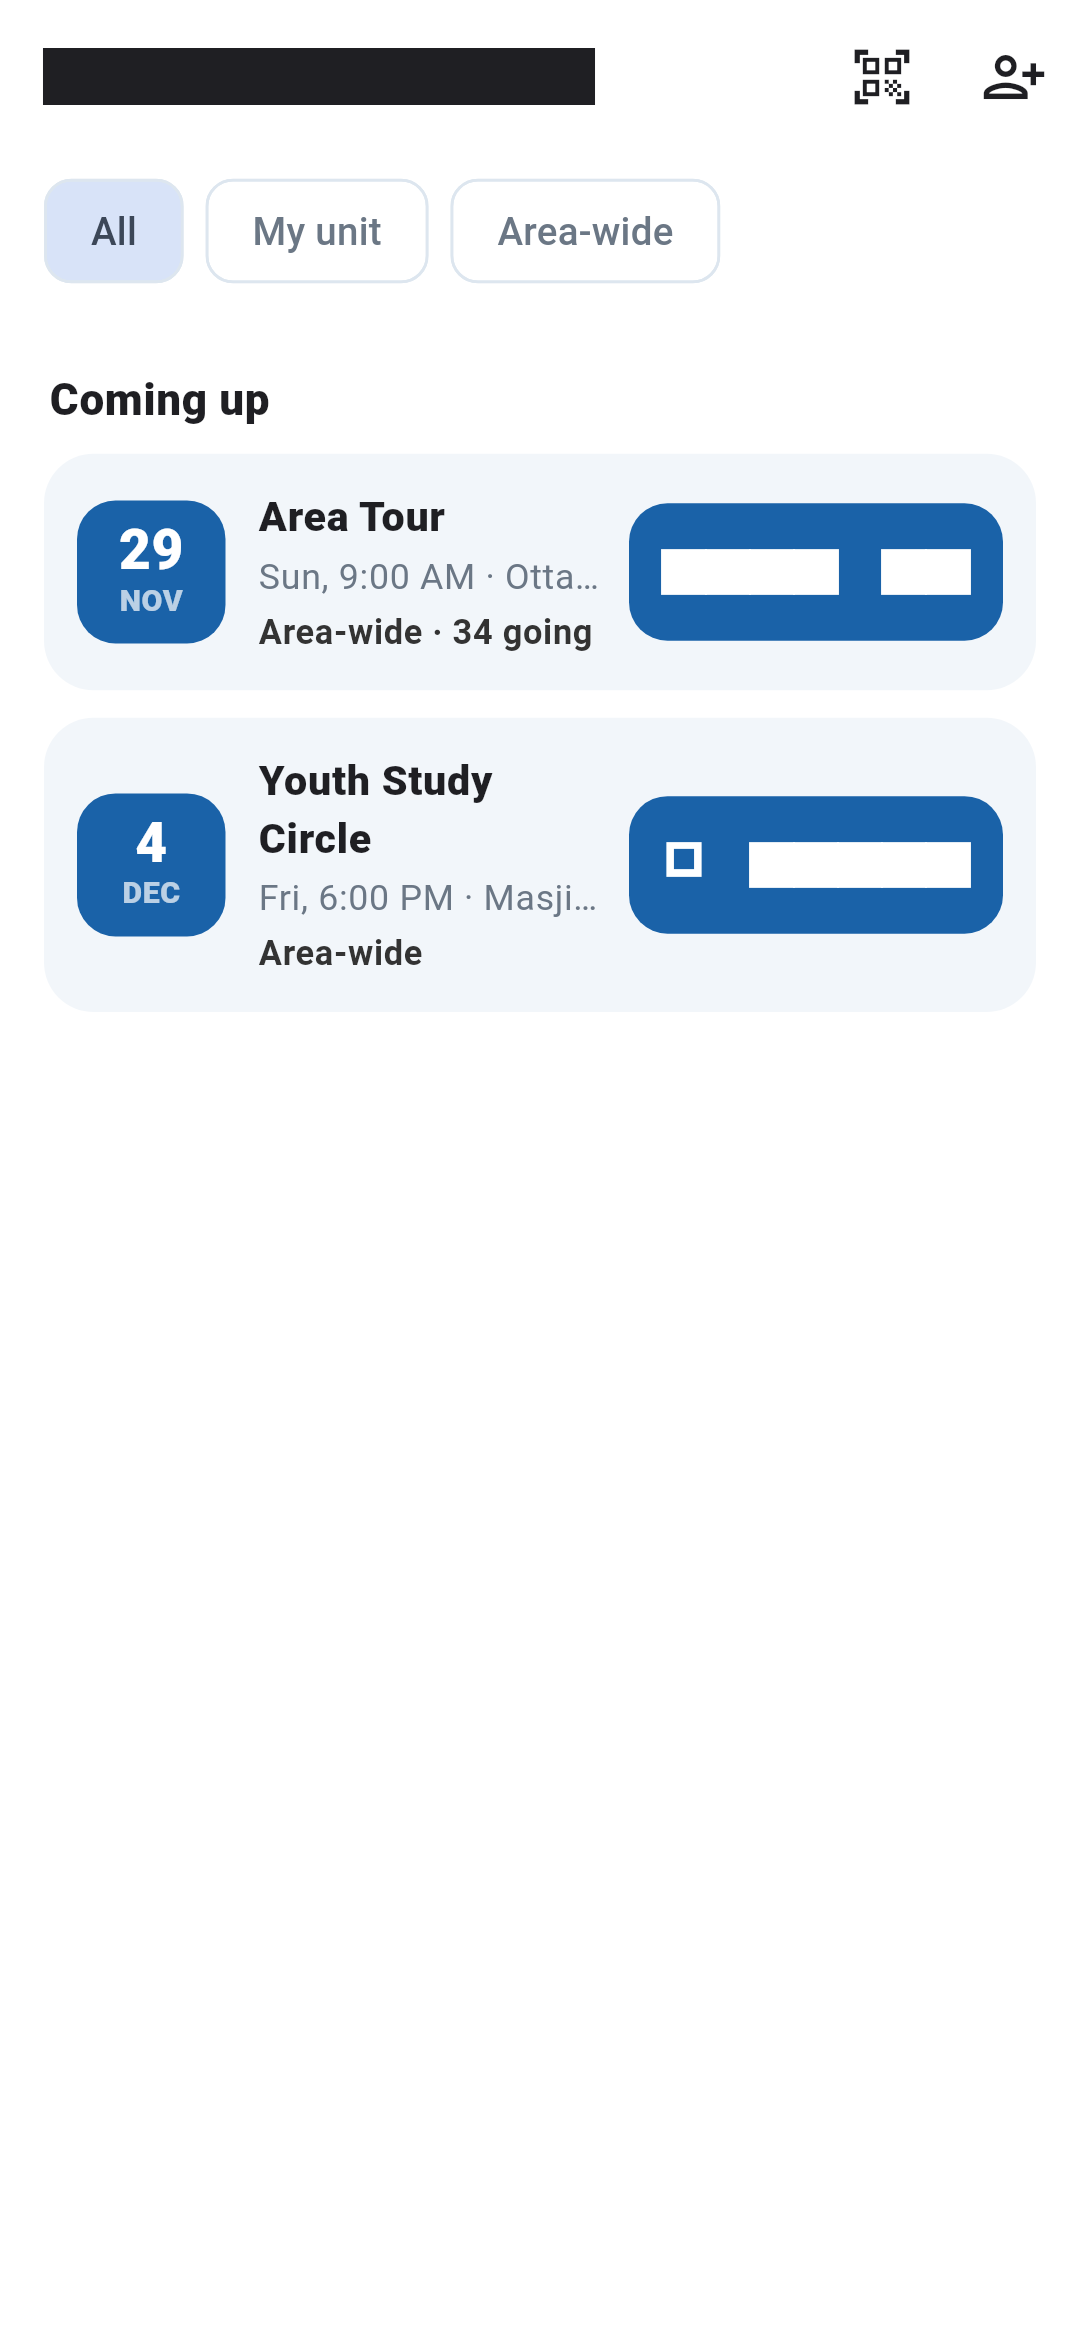 All
My unit
Area-wide
Coming up
29
NOV
Area Tour
Sun, 9:00 AM · Otta…
Area-wide · 34 going
4
DEC
Youth Study
Circle
Fri, 6:00 PM · Masji…
Area-wide